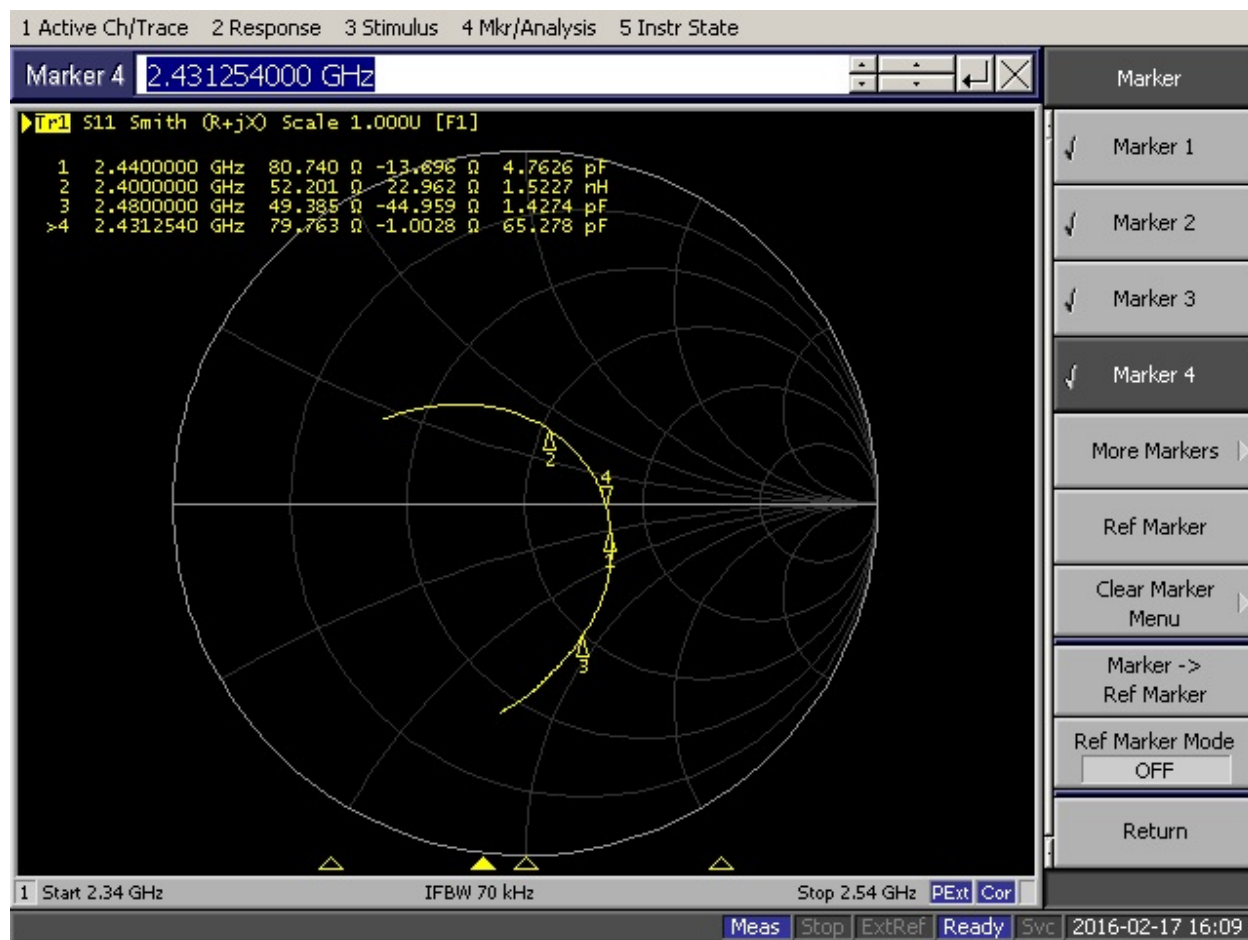 1 Active Ch/Trace 2 Response 3 Stimulus 4 Mkr/Analysis 5 Instr State
Marker 4 2.431254000 GHz
Marker
Tr1 S11 Smith (R+jX) Scale 1.000U [F1]
1 2.4400000 GHz 80.740 Ω -13.696 Ω 4.7626 pF
2 2.4000000 GHz 52.201 Ω 22.962 Ω 1.5227 nH
3 2.4800000 GHz 49.385 Ω -44.959 Ω 1.4274 pF
>4 2.4312540 GHz 79.763 Ω -1.0028 Ω 65.278 pF
2
4
1
3
Marker 1
Marker 2
Marker 3
Marker 4
More Markers
Ref Marker
Clear Marker
Menu
Marker ->
Ref Marker
Ref Marker Mode
OFF
Return
1 Start 2.34 GHz IFBW 70 kHz Stop 2.54 GHz PExt Cor
Meas Stop ExtRef Ready Svc 2016-02-17 16:09